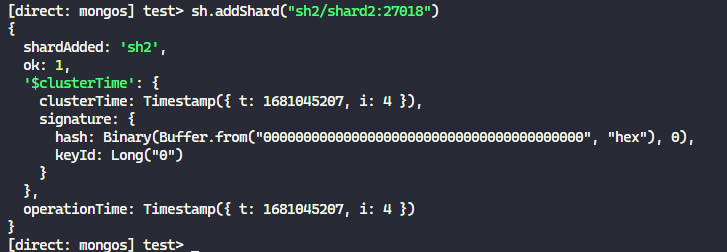 [direct: mongos] test> sh.addShard("sh2/shard2:27018")
{
  shardAdded: 'sh2',
  ok: 1,
  '$clusterTime': {
    clusterTime: Timestamp({ t: 1681045207, i: 4 }),
    signature: {
      hash: Binary(Buffer.from("0000000000000000000000000000000000000000", "hex"), 0),
      keyId: Long("0")
    }
  },
  operationTime: Timestamp({ t: 1681045207, i: 4 })
}
[direct: mongos] test> _